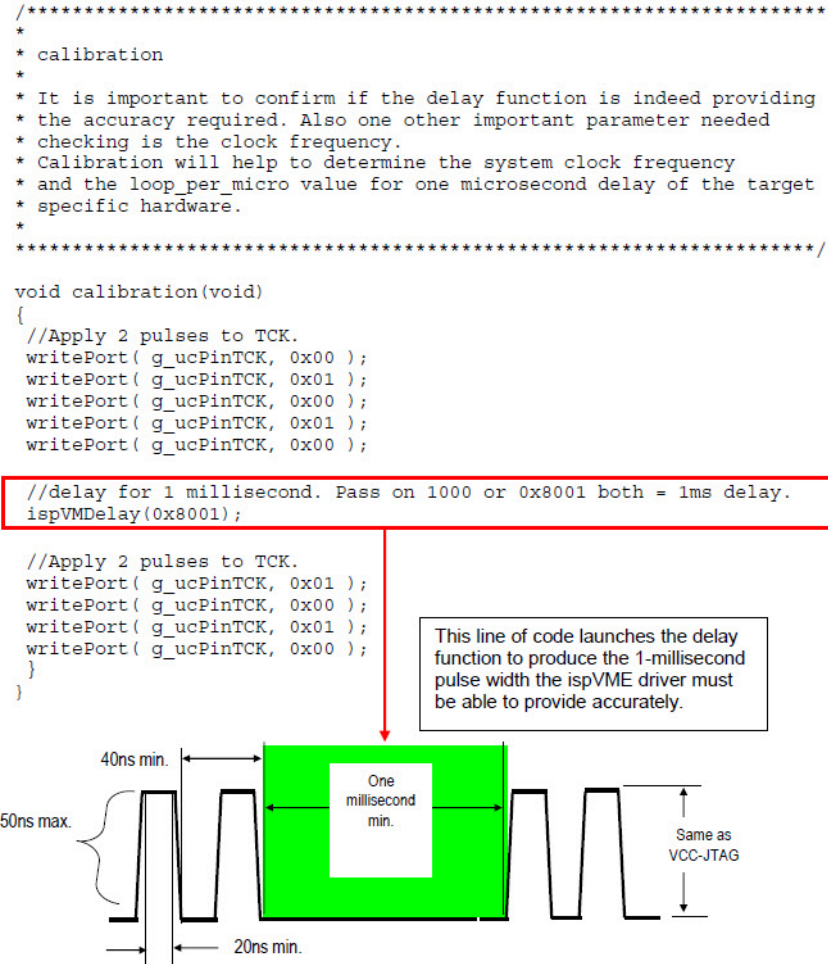 /**********************************************************************
*
* calibration
*
* It is important to confirm if the delay function is indeed providing
* the accuracy required. Also one other important parameter needed
* checking is the clock frequency.
* Calibration will help to determine the system clock frequency
* and the loop_per_micro value for one microsecond delay of the target
* specific hardware.
*
**********************************************************************/
void calibration(void)
{
//Apply 2 pulses to TCK.
writePort( g_ucPinTCK, 0x00 );
writePort( g_ucPinTCK, 0x01 );
writePort( g_ucPinTCK, 0x00 );
writePort( g_ucPinTCK, 0x01 );
writePort( g_ucPinTCK, 0x00 );
//delay for 1 millisecond. Pass on 1000 or 0x8001 both = 1ms delay.
ispVMDelay(0x8001);
//Apply 2 pulses to TCK.
writePort( g_ucPinTCK, 0x01 );
writePort( g_ucPinTCK, 0x00 );
writePort( g_ucPinTCK, 0x01 );
writePort( g_ucPinTCK, 0x00 );
}
}
This line of code launches the delay
function to produce the 1-millisecond
pulse width the ispVME driver must
be able to provide accurately.
40ns min.
One
millisecond
min.
50ns max.
Same as
VCC-JTAG
20ns min.